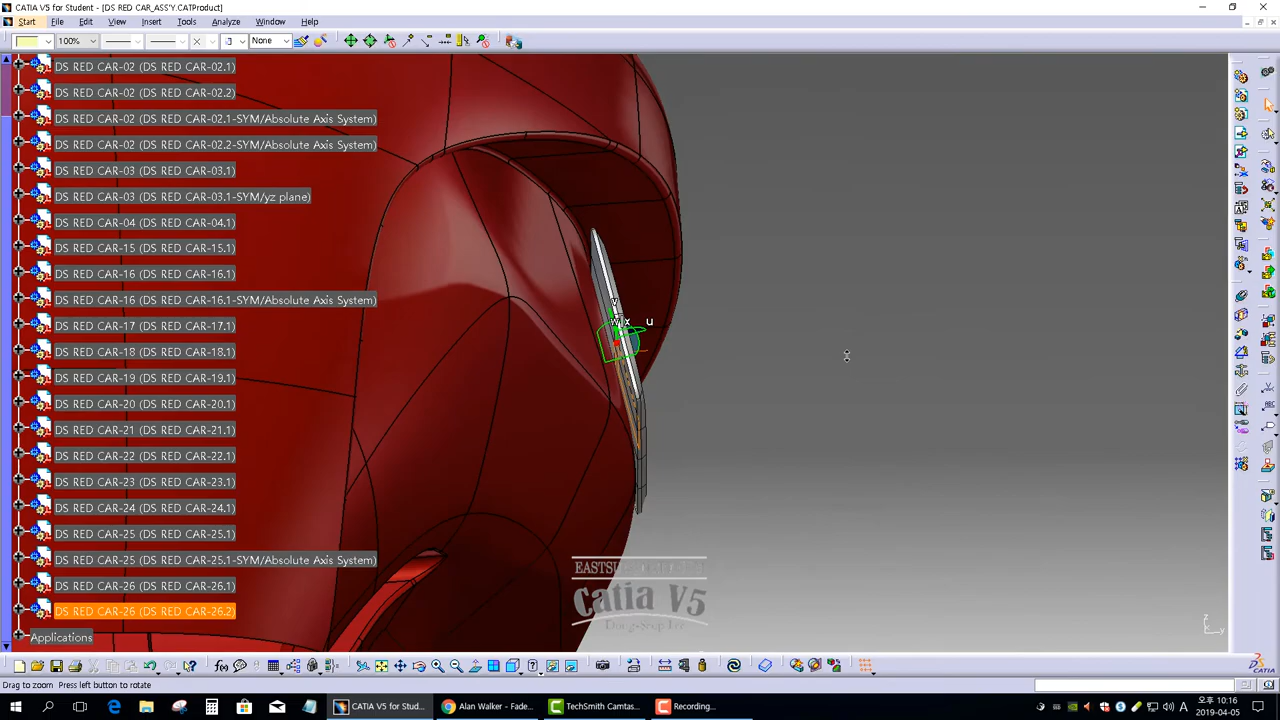 CATIA V5 for Student - [DS RED CAR_ASS'Y.CATProduct]
Start File Edit View Insert Tools Analyze Window Help
100% None
DS RED CAR-02 (DS RED CAR-02.1)
DS RED CAR-02 (DS RED CAR-02.2)
DS RED CAR-02 (DS RED CAR-02.1-SYM/Absolute Axis System)
DS RED CAR-02 (DS RED CAR-02.2-SYM/Absolute Axis System)
DS RED CAR-03 (DS RED CAR-03.1)
DS RED CAR-03 (DS RED CAR-03.1-SYM/yz plane)
DS RED CAR-04 (DS RED CAR-04.1)
DS RED CAR-15 (DS RED CAR-15.1)
DS RED CAR-16 (DS RED CAR-16.1)
DS RED CAR-16 (DS RED CAR-16.1-SYM/Absolute Axis System)
DS RED CAR-17 (DS RED CAR-17.1)
DS RED CAR-18 (DS RED CAR-18.1)
DS RED CAR-19 (DS RED CAR-19.1)
DS RED CAR-20 (DS RED CAR-20.1)
DS RED CAR-21 (DS RED CAR-21.1)
DS RED CAR-22 (DS RED CAR-22.1)
DS RED CAR-23 (DS RED CAR-23.1)
DS RED CAR-24 (DS RED CAR-24.1)
DS RED CAR-25 (DS RED CAR-25.1)
DS RED CAR-25 (DS RED CAR-25.1-SYM/Absolute Axis System)
DS RED CAR-26 (DS RED CAR-26.1)
DS RED CAR-26 (DS RED CAR-26.2)
Applications
v
w x u
Catia V5
z
x y
CATIA
Drag to zoom Press left button to rotate
CATIA V5 for Stud...
Alan Walker - Fade...
TechSmith Camtas...
Recording...
A
오후 10:16
2019-04-05